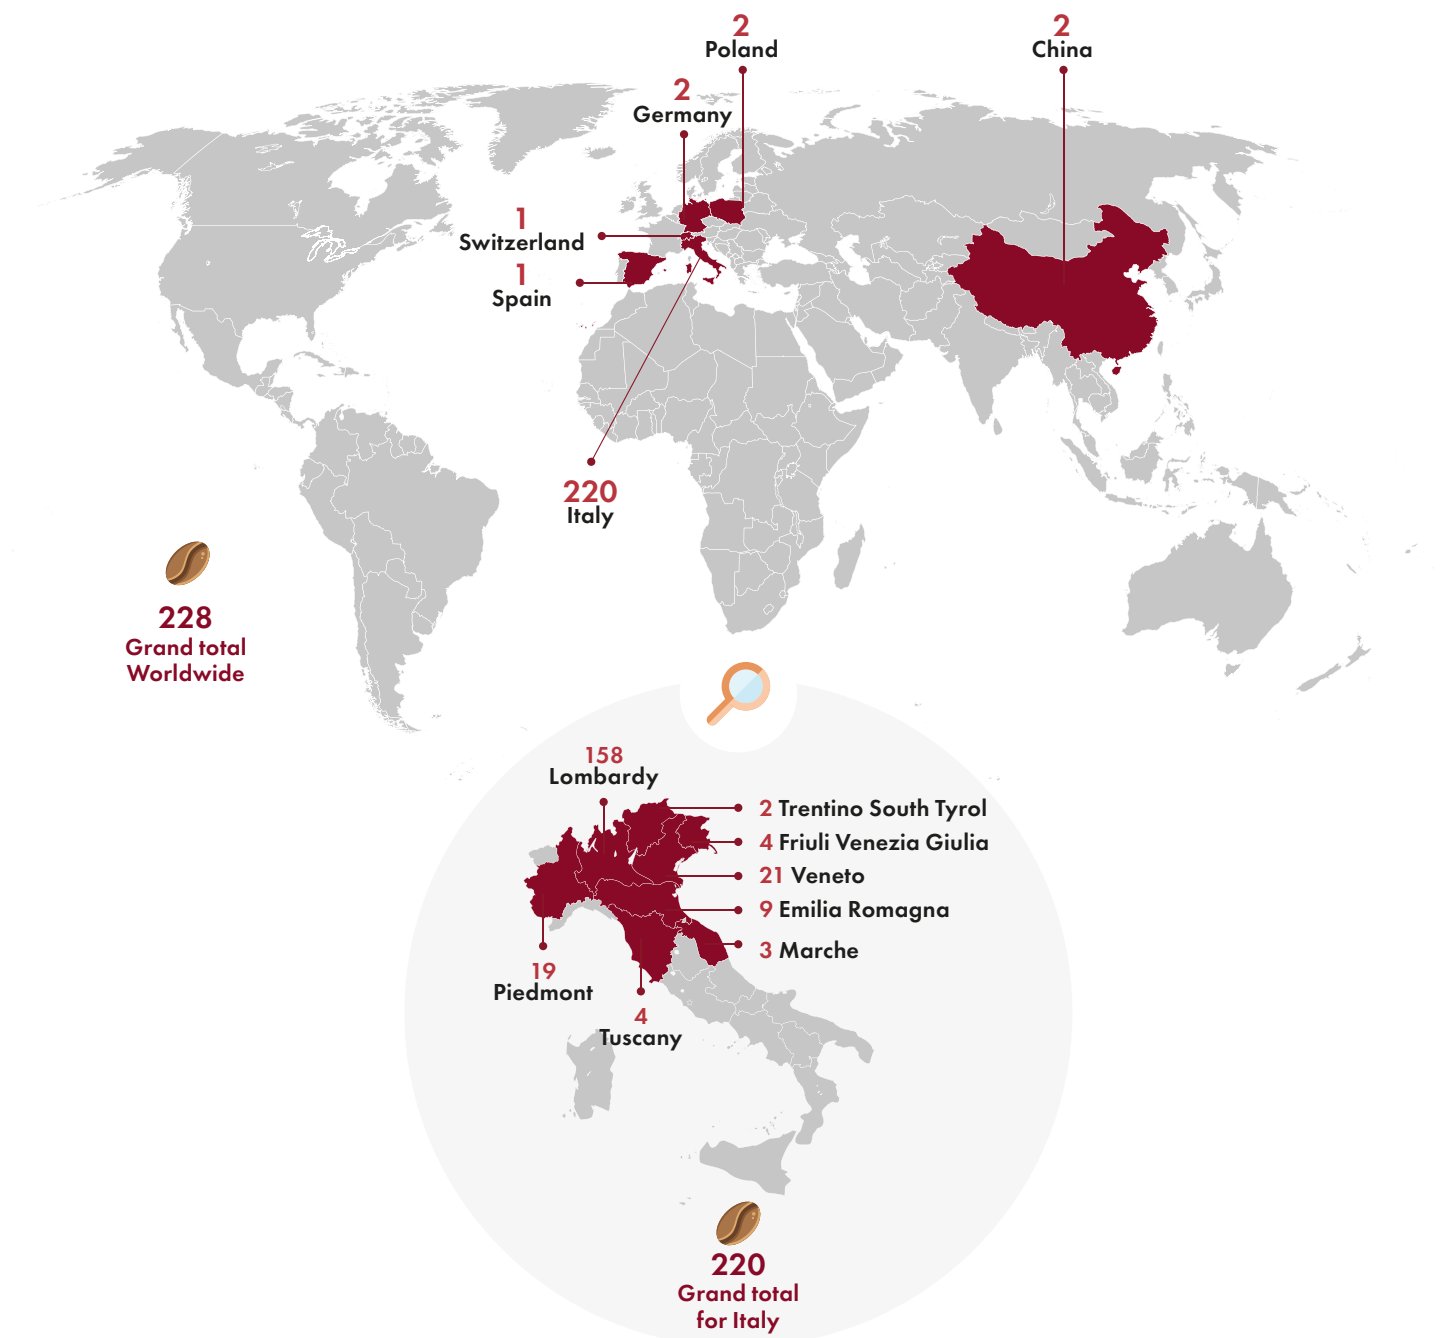 2
Poland
2
China
2
Germany
1
Switzerland
1
Spain
220
Italy
228
Grand total
Worldwide
158
Lombardy
2 Trentino South Tyrol
4 Friuli Venezia Giulia
21 Veneto
9 Emilia Romagna
3 Marche
19
Piedmont
4
Tuscany
220
Grand total
for Italy